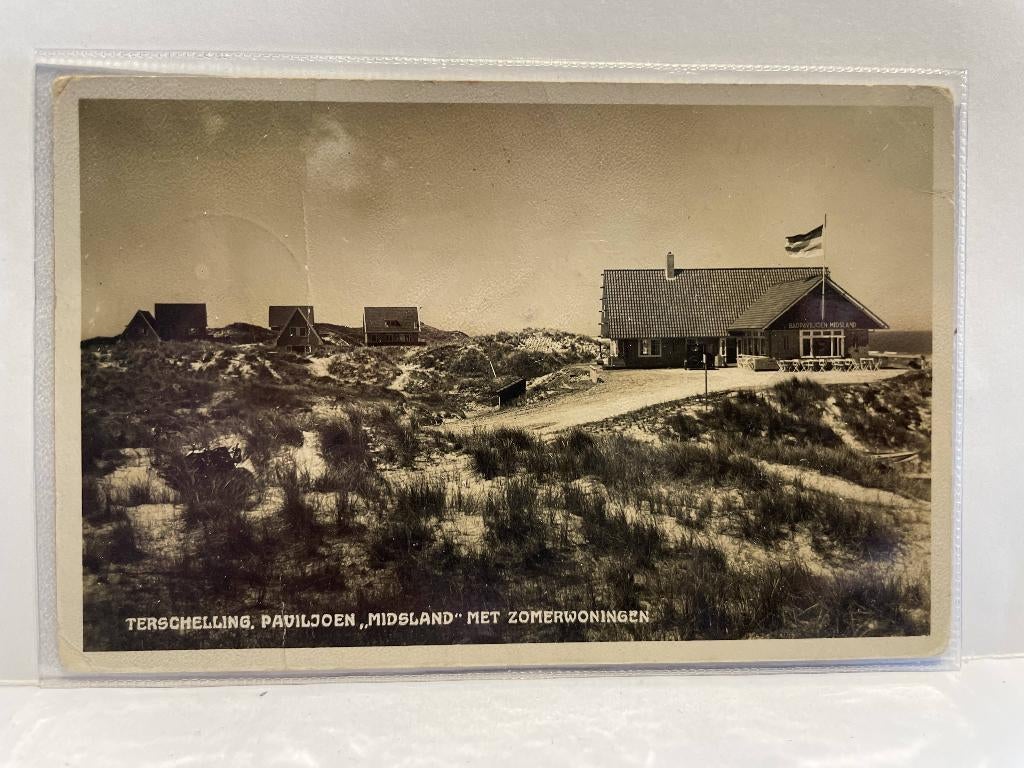 BADPAVILJOEN MIDSLAND
TERSCHELLING, PAVILJOEN „MIDSLAND" MET ZOMERWONINGEN